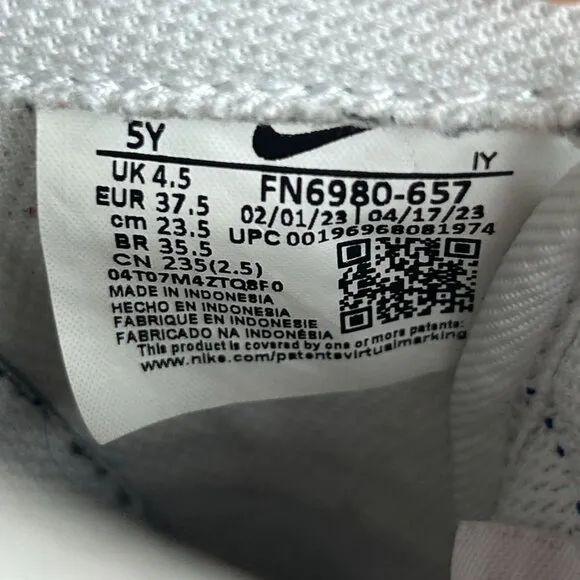 5Y
IY
UK 4.5
EUR 37.5
cm 23.5
BR 35.5
CN 235(2.5)
FN6980-657
02/01/23 | 04/17/23
UPC 00196968081974
04T07M4ZTQ8F0
MADE IN INDONESIA
HECHO EN INDONESIA
FABRIQUE EN INDONESIE
FABRICADO NA INDONÉSIA
This product is covered by one or more patents:
www.nike.com/patentsvirtualmarking